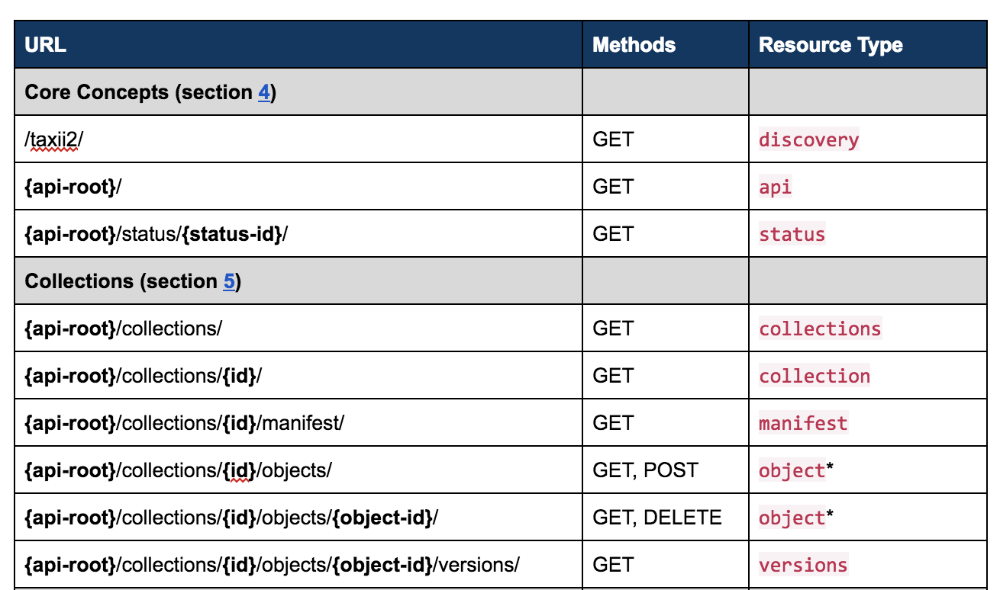 URL Methods Resource Type
Core Concepts (section 4)
/taxii2/ GET discovery
{api-root}/ GET api
{api-root}/status/{status-id}/ GET status
Collections (section 5)
{api-root}/collections/ GET collections
{api-root}/collections/{id}/ GET collection
{api-root}/collections/{id}/manifest/ GET manifest
{api-root}/collections/{id}/objects/ GET, POST object*
{api-root}/collections/{id}/objects/{object-id}/ GET, DELETE object*
{api-root}/collections/{id}/objects/{object-id}/versions/ GET versions